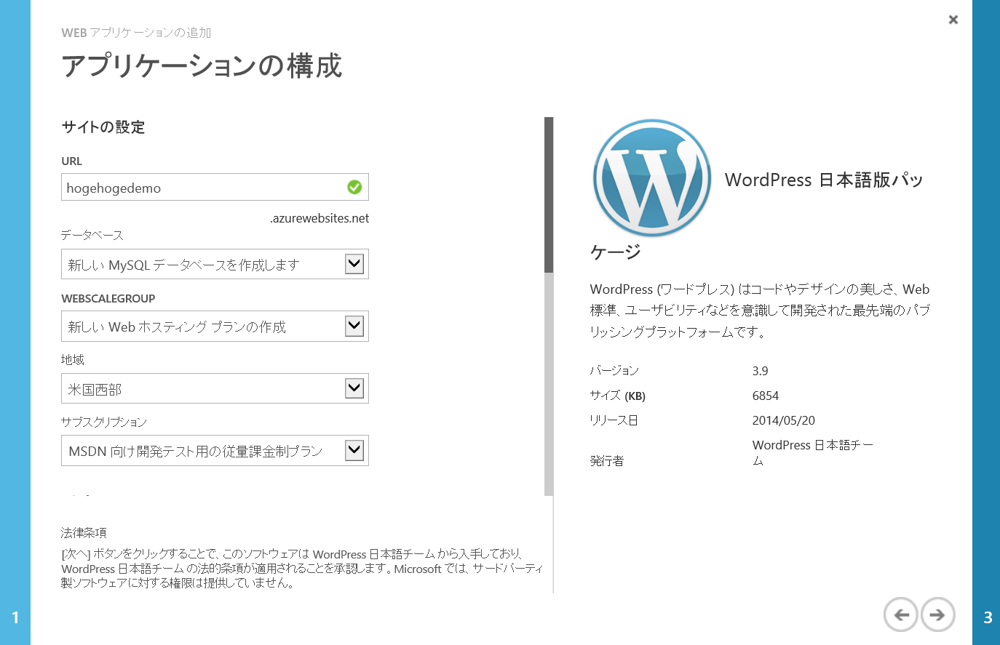 WEB アプリケーションの追加
アプリケーションの構成
サイトの設定
URL
hogehogedemo
.azurewebsites.net
データベース
新しい MySQL データベースを作成します
WEBSCALEGROUP
新しい Web ホスティング プランの作成
地域
米国西部
サブスクリプション
MSDN 向け開発テスト用の従量課金制プラン
法律条項
[次へ] ボタンをクリックすることで、このソフトウェアは WordPress 日本語チーム から入手しており、
WordPress 日本語チーム の法的条項が適用されることを承認します。Microsoft では、サードパーティ
製ソフトウェアに対する権限は提供していません。
WordPress 日本語版パッ
ケージ
WordPress (ワードプレス) はコードやデザインの美しさ、Web
標準、ユーザビリティなどを意識して開発された最先端のパブ
リッシングプラットフォームです。
バージョン 3.9
サイズ (KB) 6854
リリース日 2014/05/20
発行者 WordPress 日本語チー
ム
1
3